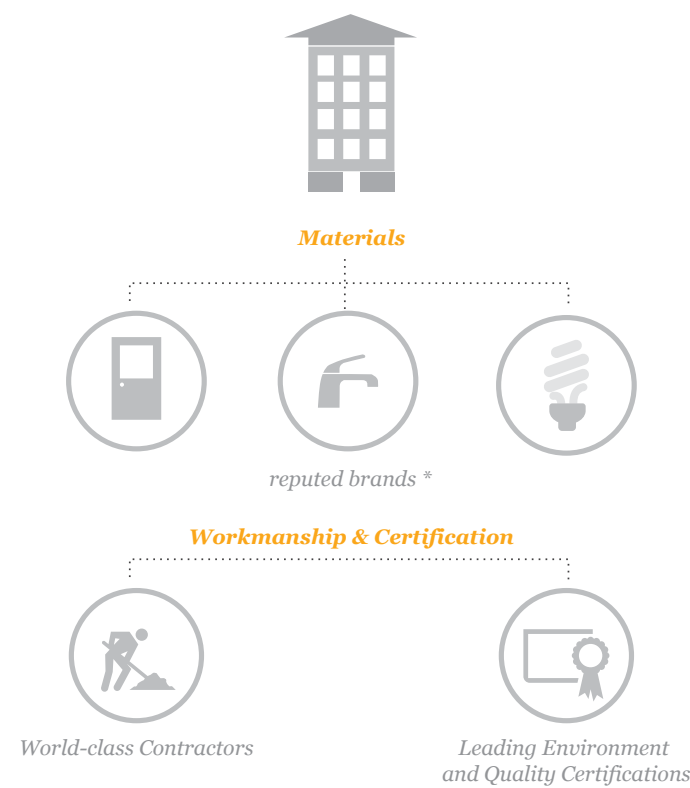 Materials
reputed brands *
Workmanship & Certification
World-class Contractors
Leading Environment
and Quality Certifications